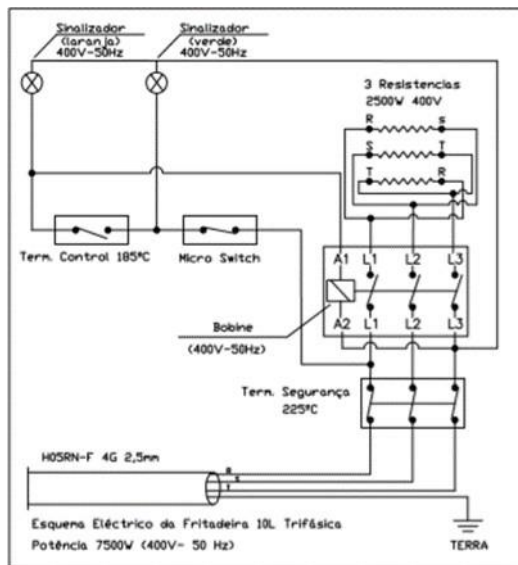 Sinalizador
(laranja)
400V-50Hz
Sinalizador
(verde)
400V-50Hz
3 Resistencias
2500W 400V
R s
S T
T R
Term. Control 185ºC
Micro Switch
A1 L1 L2 L3
A2 L1 L2 L3
Bobine
(400V-50Hz)
Term. Segurança
225ºC
H05RN-F 4G 2,5mm
R
S
T
Esquema Eléctrico da Fritadeira 10L Trifásica
Potência 7500W (400V- 50 Hz)
TERRA